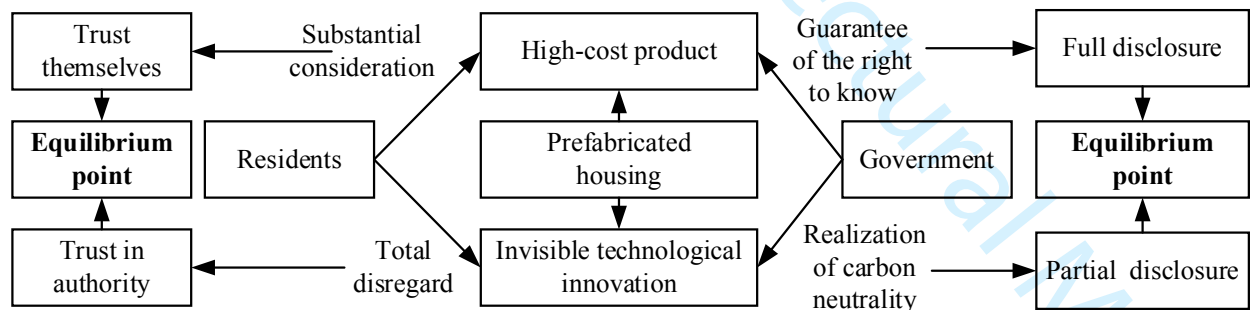 Trust
themselves
Substantial
consideration
High-cost product
Guarantee
of the right
to know
Full disclosure
Equilibrium
point
Residents
Prefabricated
housing
Government
Equilibrium
point
Trust in
authority
Total
disregard
Invisible technological
innovation
Realization
of carbon
neutrality
Partial disclosure